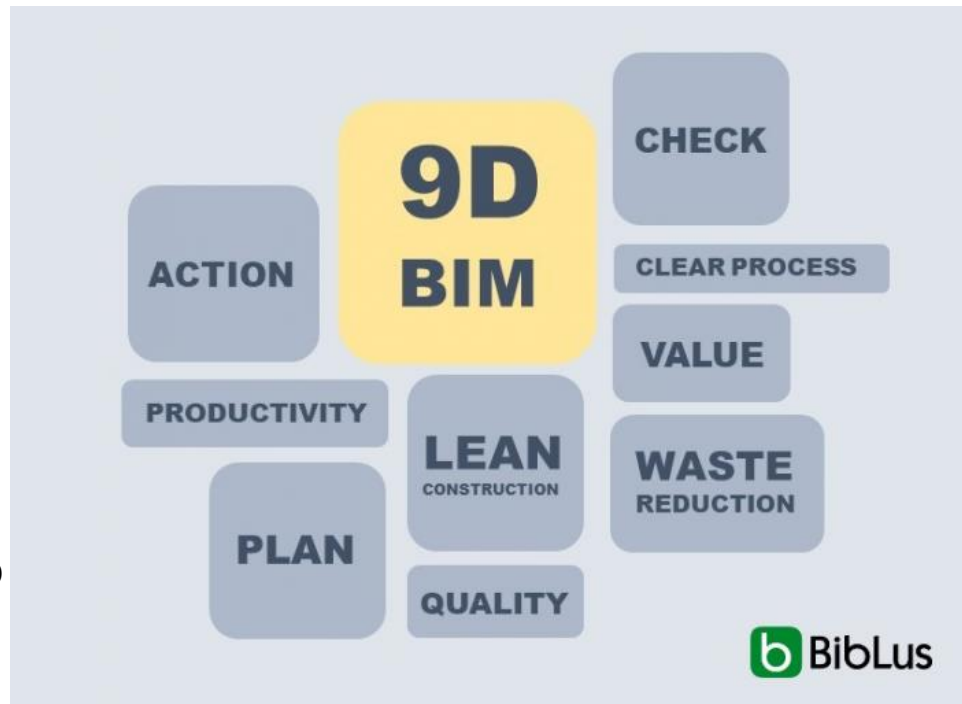 9D
BIM
CHECK
ACTION
CLEAR PROCESS
VALUE
PRODUCTIVITY
LEAN
CONSTRUCTION
WASTE
REDUCTION
PLAN
QUALITY
b BibLus